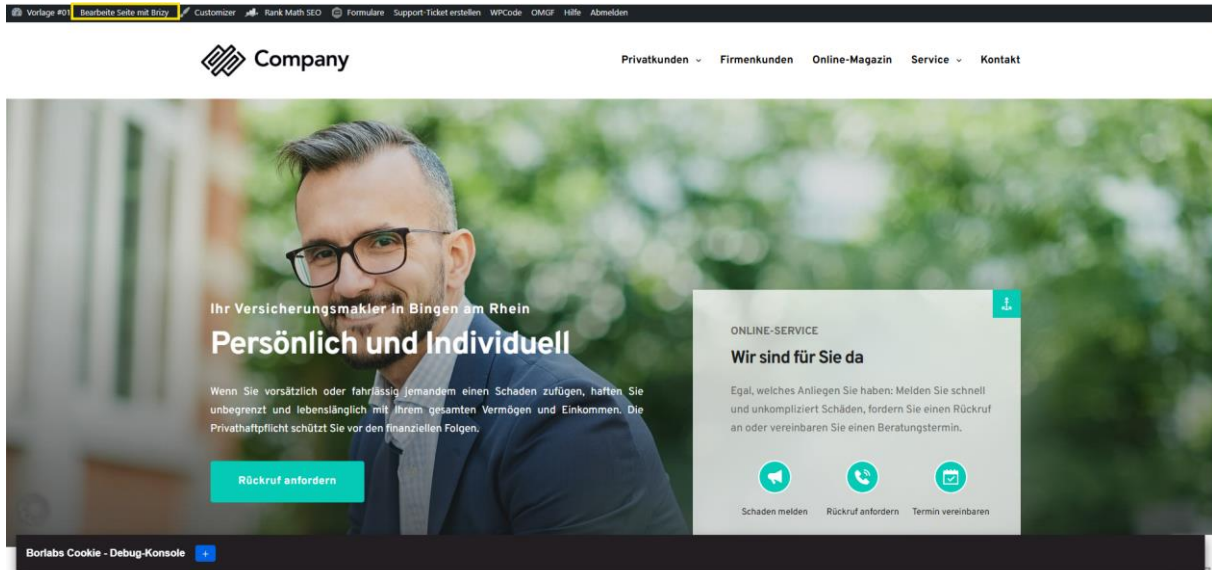 Vorlage #01 Bearbeite Seite mit Brizy Customizer Rank Math SEO Formulare Support-Ticket erstellen WPCode OMGF Hilfe Abmelden
Company
Privatkunden Firmenkunden Online-Magazin Service Kontakt
Ihr Versicherungsmakler in Bingen am Rhein
Persönlich und Individuell
Wenn Sie vorsätzlich oder fahrlässig jemandem einen Schaden zufügen, haften Sie
unbegrenzt und lebenslänglich mit Ihrem gesamten Vermögen und Einkommen. Die
Privathaftpflicht schützt Sie vor den finanziellen Folgen.
Rückruf anfordern
ONLINE-SERVICE
Wir sind für Sie da
Egal, welches Anliegen Sie haben: Melden Sie schnell
und unkompliziert Schäden, fordern Sie einen Rückruf
an oder vereinbaren Sie einen Beratungstermin.
Schaden melden Rückruf anfordern Termin vereinbaren
Borlabs Cookie - Debug-Konsole +